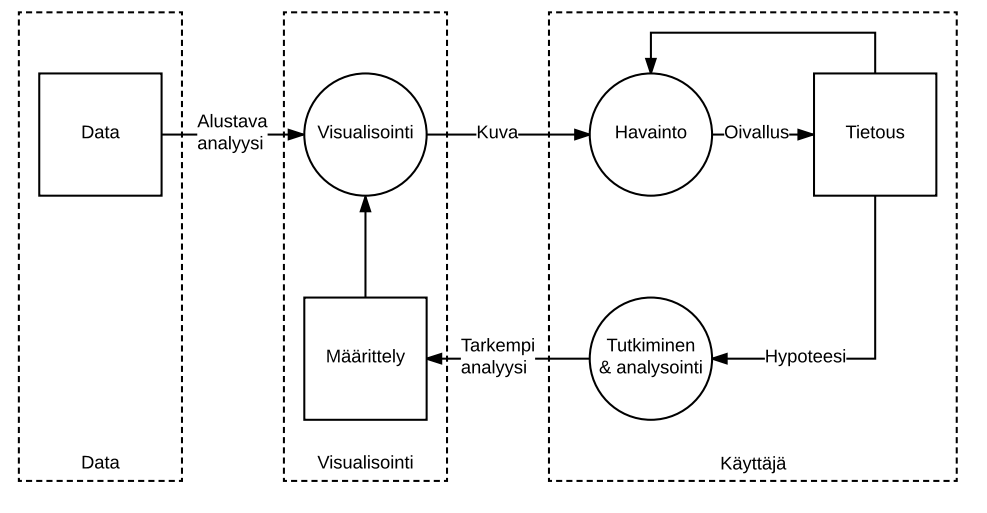 Data
Alustava
analyysi
Visualisointi
Kuva
Havainto
Oivallus
Tietous
Määrittely
Tarkempi
analyysi
Tutkiminen
& analysointi
Hypoteesi
Data
Visualisointi
Käyttäjä